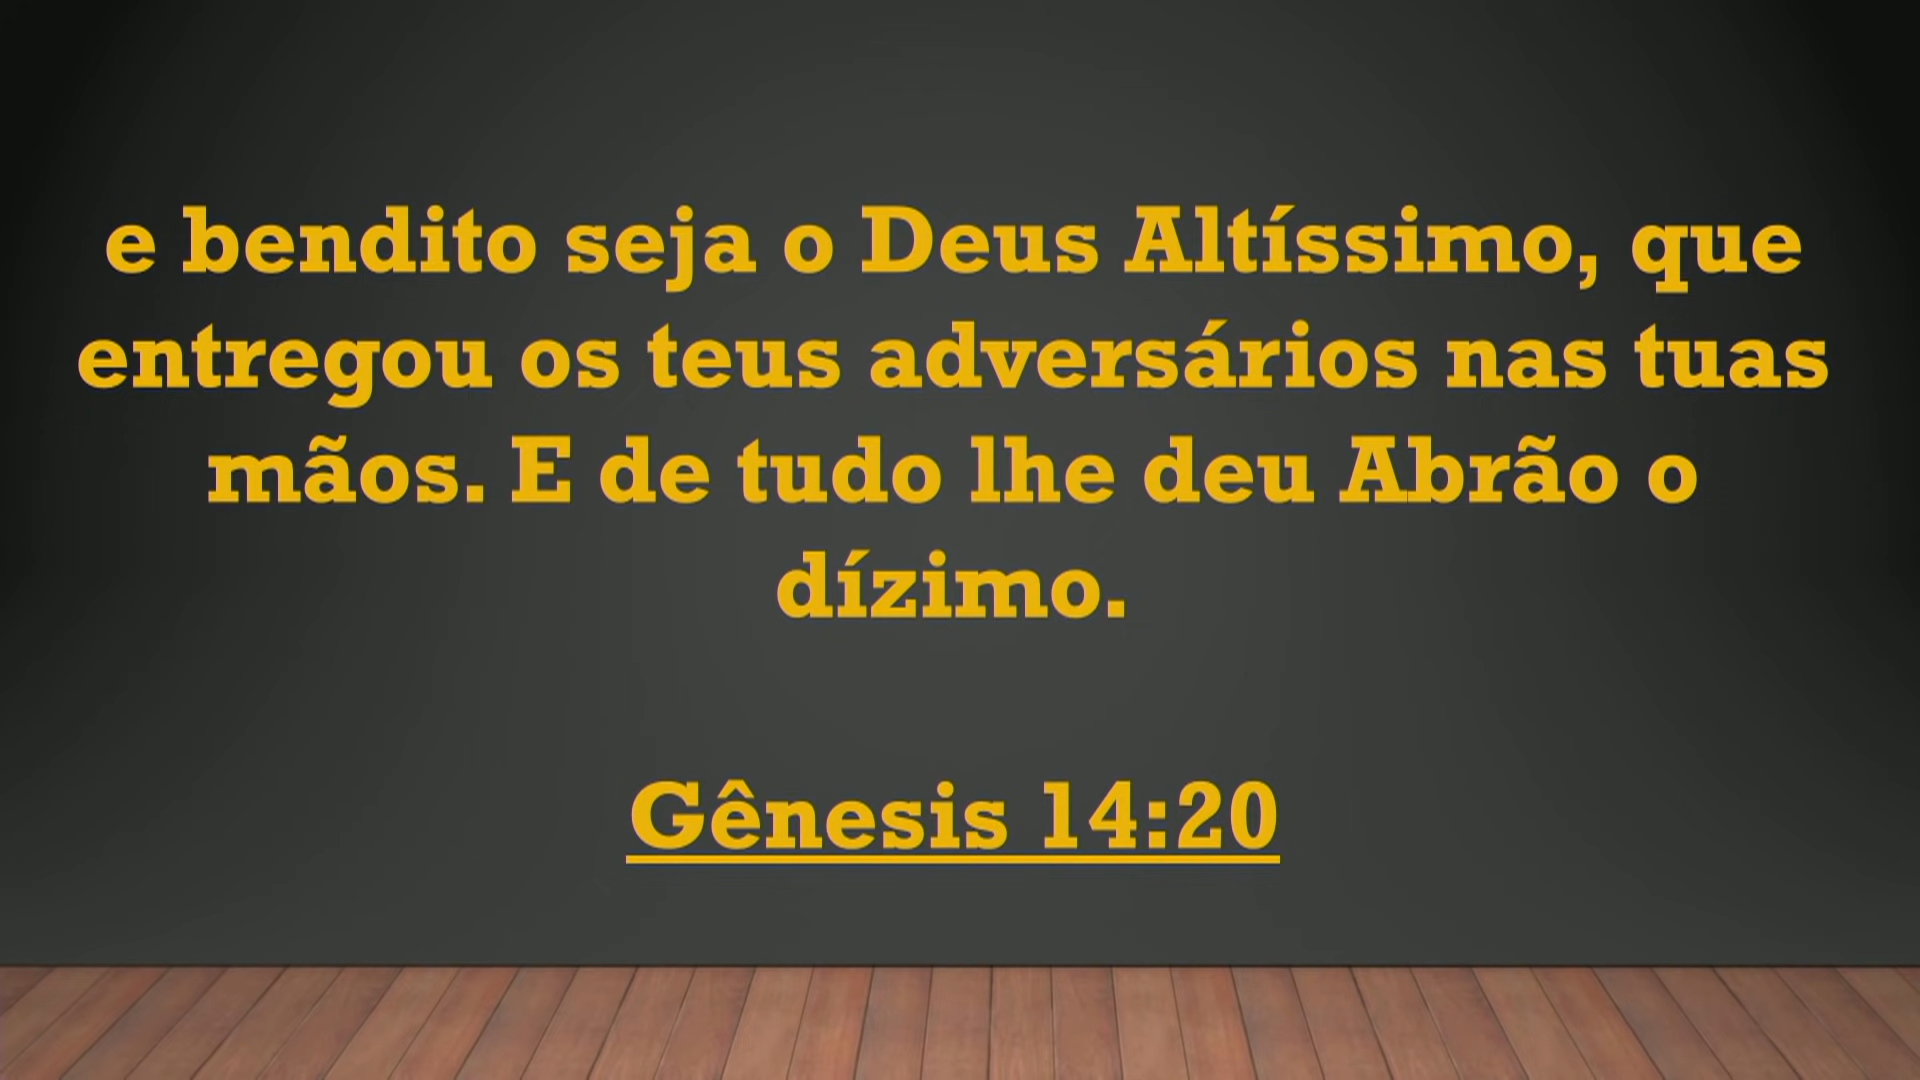 e bendito seja o Deus Altíssimo, que
entregou os teus adversários nas tuas
mãos. E de tudo lhe deu Abrão o
dízimo.
Gênesis 14:20